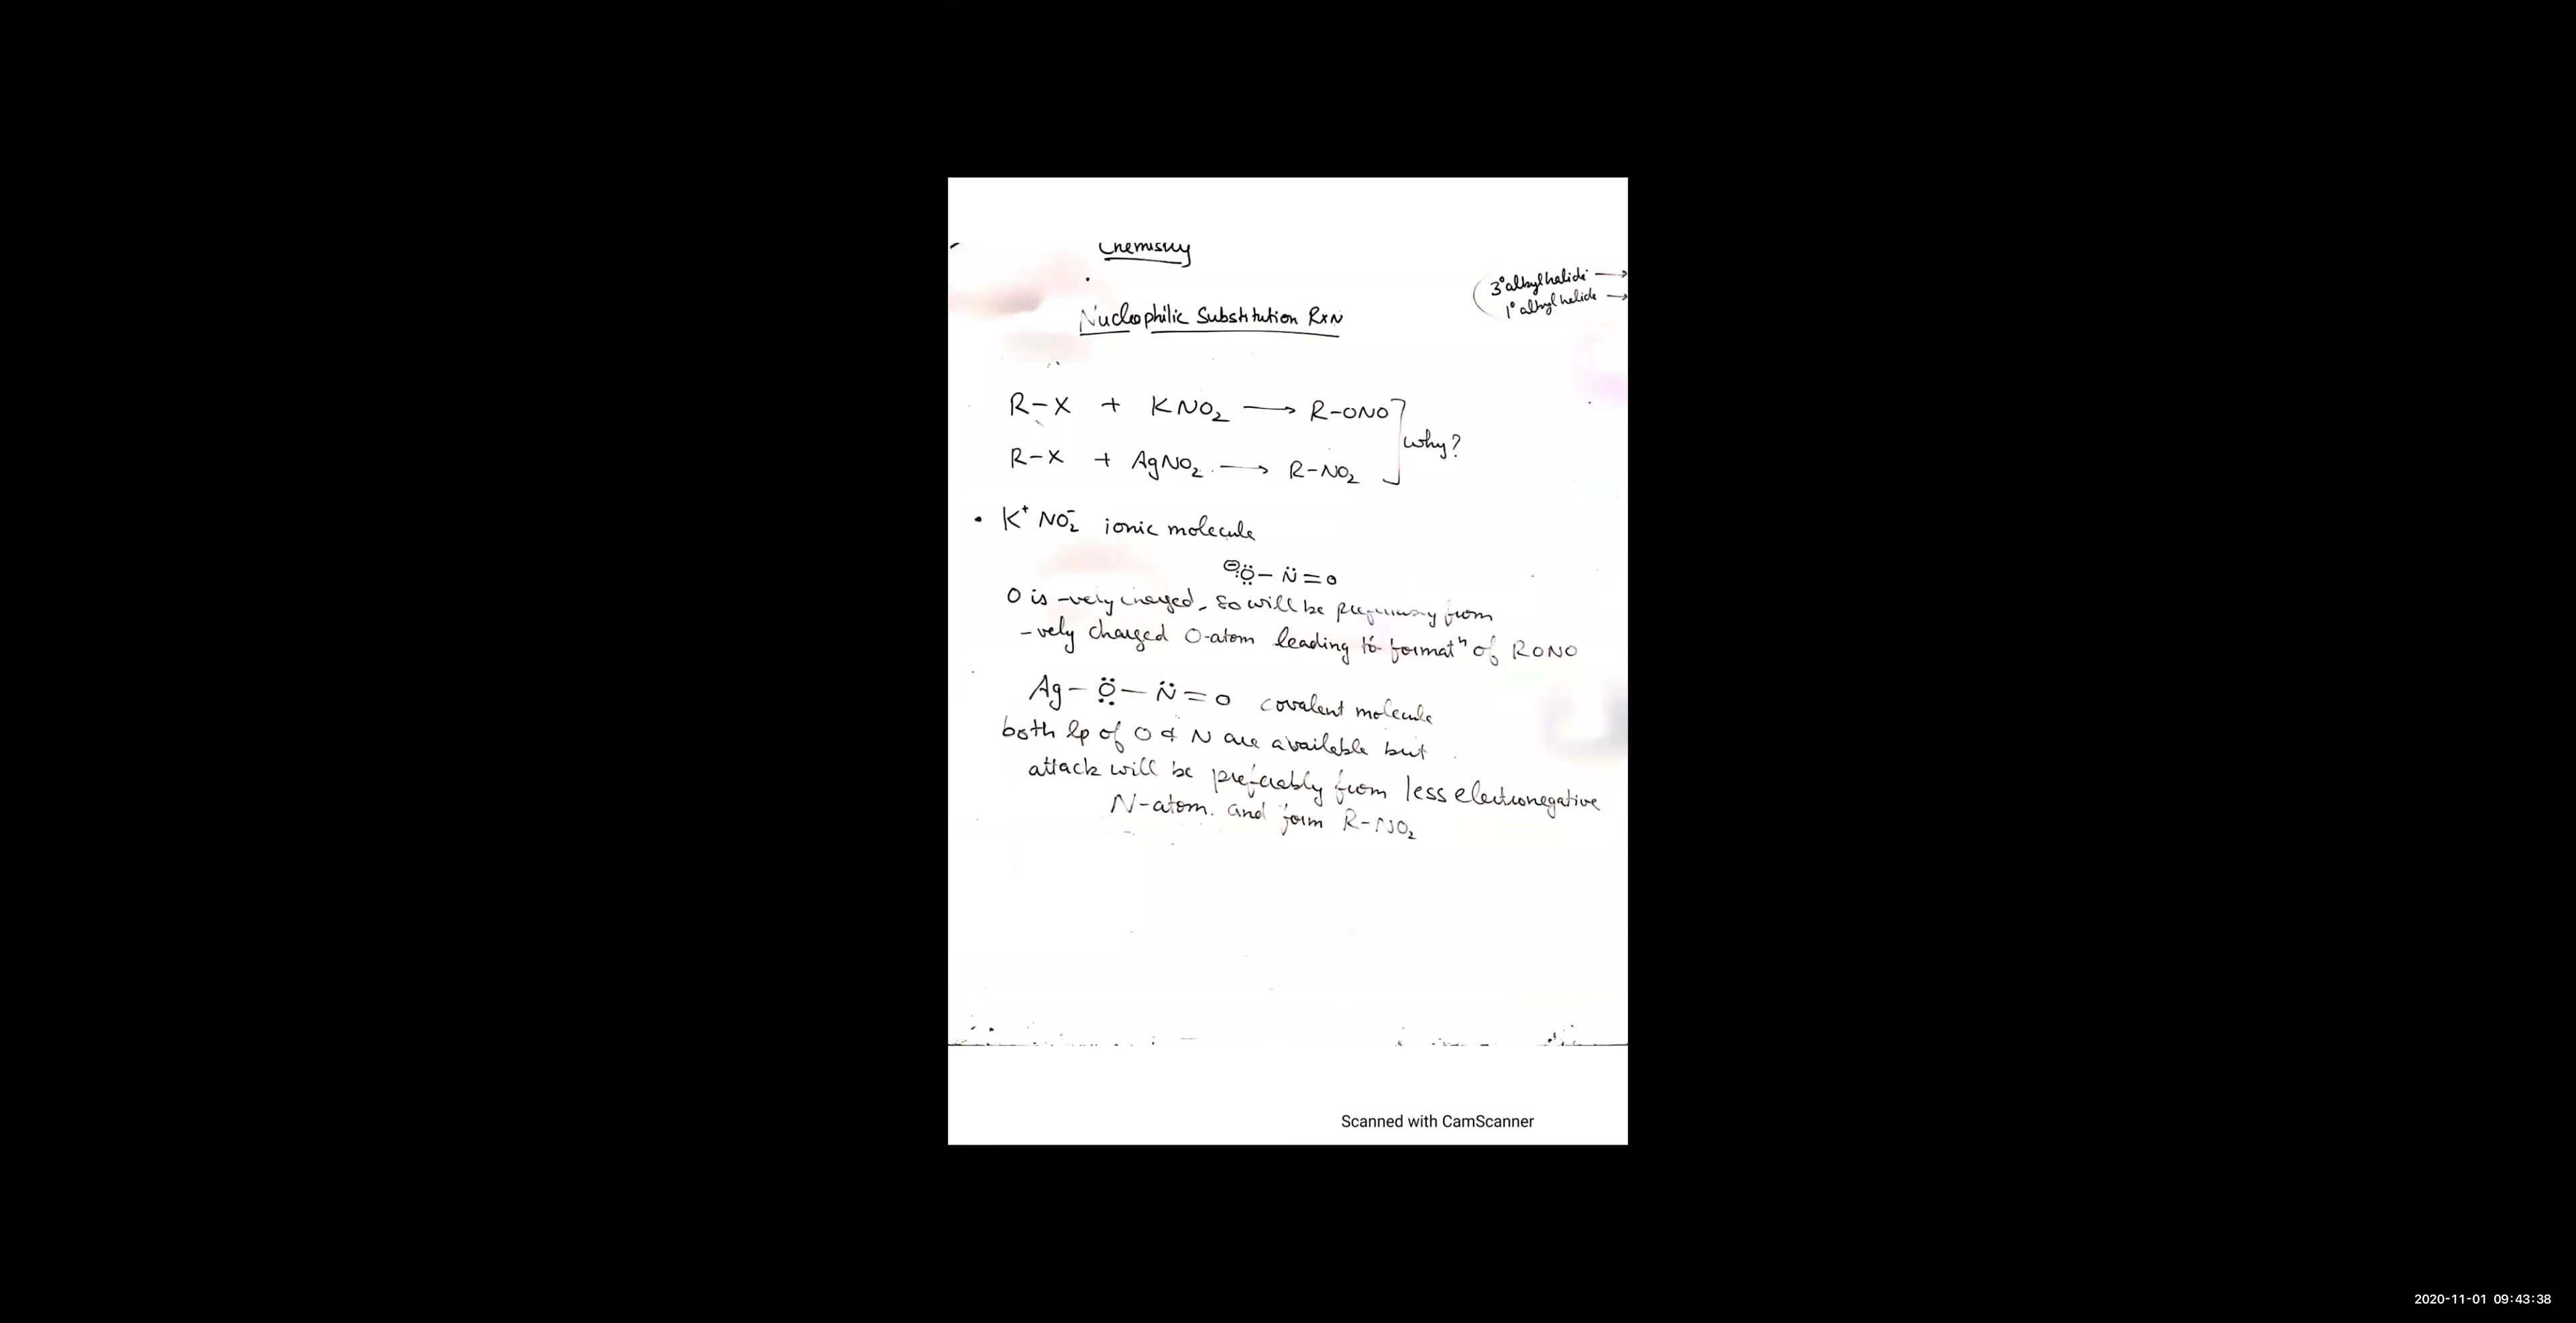 Chemistry
3° alkylhalide →
1° alkyl halide →
Nucleophilic Substitution RxN
R-X + KNO₂ → R-ONO
why?
R-X + AgNO₂ → R-NO₂
• K⁺ NO₂⁻ ionic molecule
⊖:Ö̤ - N̈ = O
O is -vely charged, so will be from
-vely charged O-atom leading to formatⁿ of RONO
Ag - Ö̤ - N̈ = O covalent molecule
both lp of O & N are available but
attack will be preferably from less electronegative
N-atom. and form R-NO₂
Scanned with CamScanner
2020-11-01 09:43:38